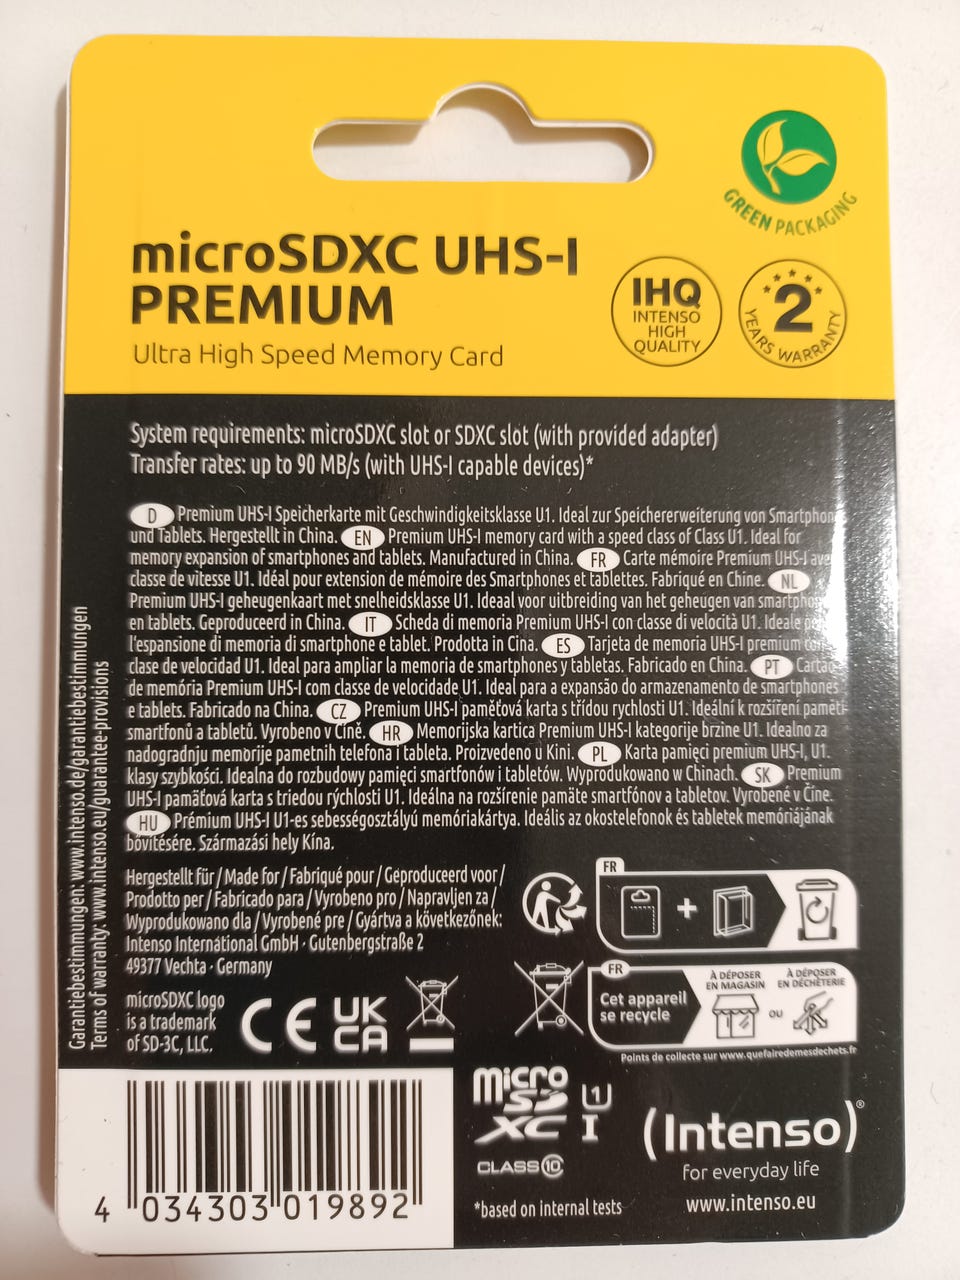 GREEN PACKAGING
microSDXC UHS-I
PREMIUM
Ultra High Speed Memory Card
IHQ
INTENSO
HIGH
QUALITY
2
YEARS WARRANTY
System requirements: microSDXC slot or SDXC slot (with provided adapter)
Transfer rates: up to 90 MB/s (with UHS-I capable devices)*
D Premium UHS-I Speicherkarte mit Geschwindigkeitsklasse U1. Ideal zur Speichererweiterung von Smartphon
und Tablets. Hergestellt in China. EN Premium UHS-I memory card with a speed class of Class U1. Ideal for
memory expansion of smartphones and tablets. Manufactured in China. FR Carte mémoire Premium UHS-I ave
classe de vitesse U1. Idéal pour extension de mémoire des Smartphones et tablettes. Fabriqué en Chine. NL
Premium UHS-I geheugenkaart met snelheidsklasse U1. Ideaal voor uitbreiding van het geheugen van smartphon
en tablets. Geproduceerd in China. IT Scheda di memoria Premium UHS-I con classe di velocità U1. Ideale per
l'espansione di memoria di smartphone e tablet. Prodotta in Cina. ES Tarjeta de memoria UHS-I premium con
clase de velocidad U1. Ideal para ampliar la memoria de smartphones y tabletas. Fabricado en China. PT Cartão
de memória Premium UHS-I com classe de velocidade U1. Ideal para a expansão do armazenamento de smartphones
e tablets. Fabricado na China. CZ Premium UHS-I paměťová karta s třídou rychlosti U1. Ideální k rozšíření paměti
smartfonů a tabletů. Vyrobeno v Číně. HR Memorijska kartica Premium UHS-I kategorije brzine U1. Idealno za
nadogradnju memorije pametnih telefona i tableta. Proizvedeno u Kini. PL Karta pamięci premium UHS-I, U1.
klasy szybkości. Idealna do rozbudowy pamięci smartfonów i tabletów. Wyprodukowano w Chinach. SK Premium
UHS-I pamäťová karta s triedou rýchlosti U1. Ideálna na rozšírenie pamäte smartfónov a tabletov. Vyrobené v Číne.
HU Prémium UHS-I U1-es sebességosztályú memóriakártya. Ideális az okostelefonok és tabletek memóriájának
bővítésére. Származási hely Kína.
Garantiebestimmungen: www.intenso.de/garantiebestimmungen
Terms of warranty: www.intenso.eu/guarantee-provisions
Hergestellt für / Made for / Fabriqué pour / Geproduceerd voor /
Prodotto per / Fabricado para / Vyrobeno pro / Napravljen za /
Wyprodukowano dla / Vyrobené pre / Gyártva a következőnek:
Intenso International GmbH · Gutenbergstraße 2
49377 Vechta · Germany
FR
+
microSDXC logo
is a trademark
of SD-3C, LLC.
CE UK
CA
FR
Cet appareil
se recycle
À DÉPOSER
EN MAGASIN
OU
À DÉPOSER
EN DÉCHÈTERIE
Points de collecte sur www.quefairedemesdechets.fr
4 034303 019892
micro
SD
XC
U1
I
CLASS 10
*based on internal tests
(Intenso)®
for everyday life
www.intenso.eu